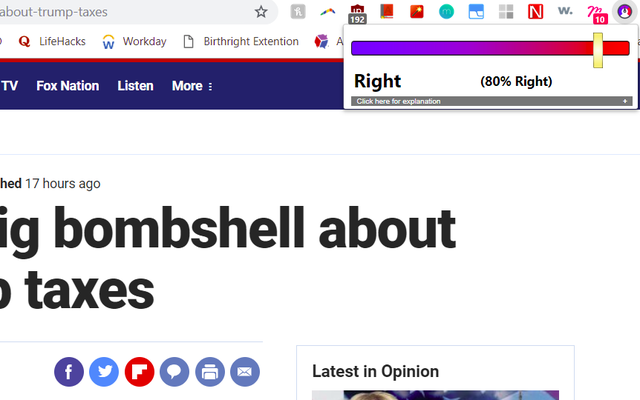 about-trump-taxes
192
10
LifeHacks
Workday
Birthright Extention
Right (80% Right)
Click here for explanation +
TV Fox Nation Listen More
hed 17 hours ago
ig bombshell about
p taxes
Latest in Opinion